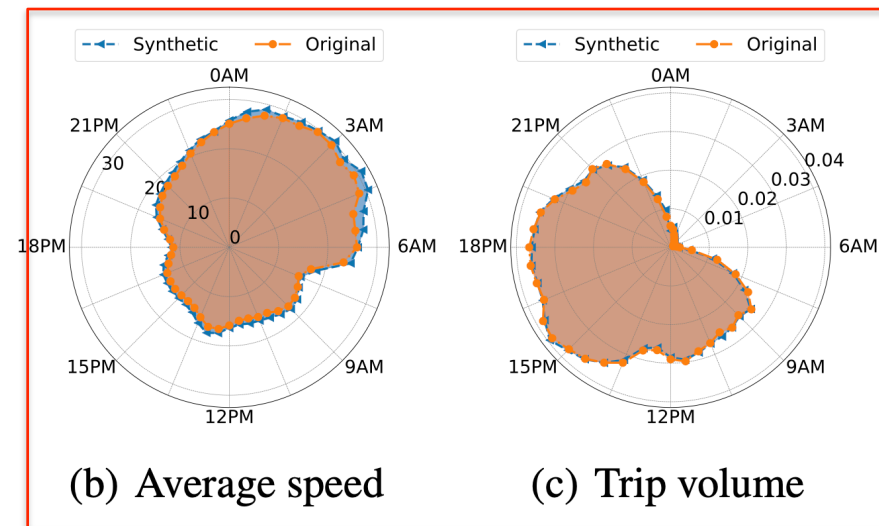 Synthetic Original
0AM
3AM
6AM
9AM
12PM
15PM
18PM
21PM
0
10
20
30
(b) Average speed
Synthetic Original
0AM
3AM
6AM
9AM
12PM
15PM
18PM
21PM
0.01
0.02
0.03
0.04
(c) Trip volume